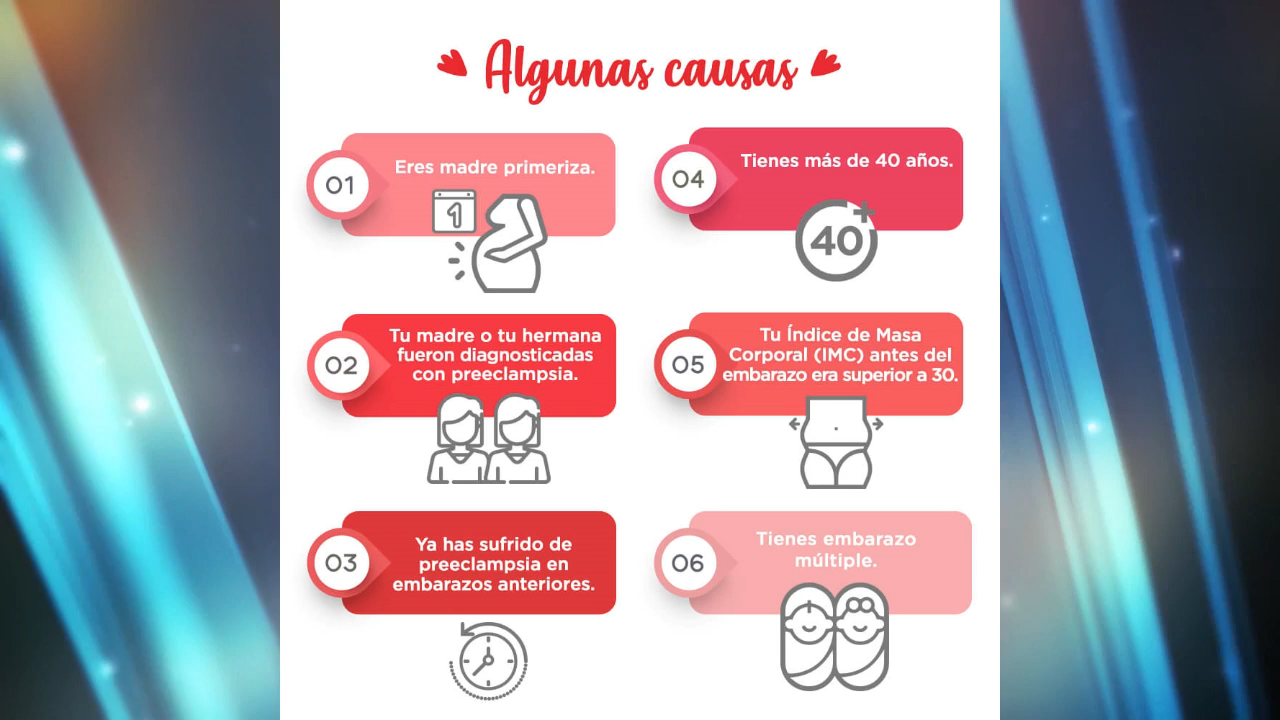 Algunas causas
01
Eres madre primeriza.
1
02
Tu madre o tu hermana
fueron diagnosticadas
con preeclampsia.
03
Ya has sufrido de
preeclampsia en
embarazos anteriores.
04
Tienes más de 40 años.
40+
05
Tu Índice de Masa
Corporal (IMC) antes del
embarazo era superior a 30.
06
Tienes embarazo
múltiple.